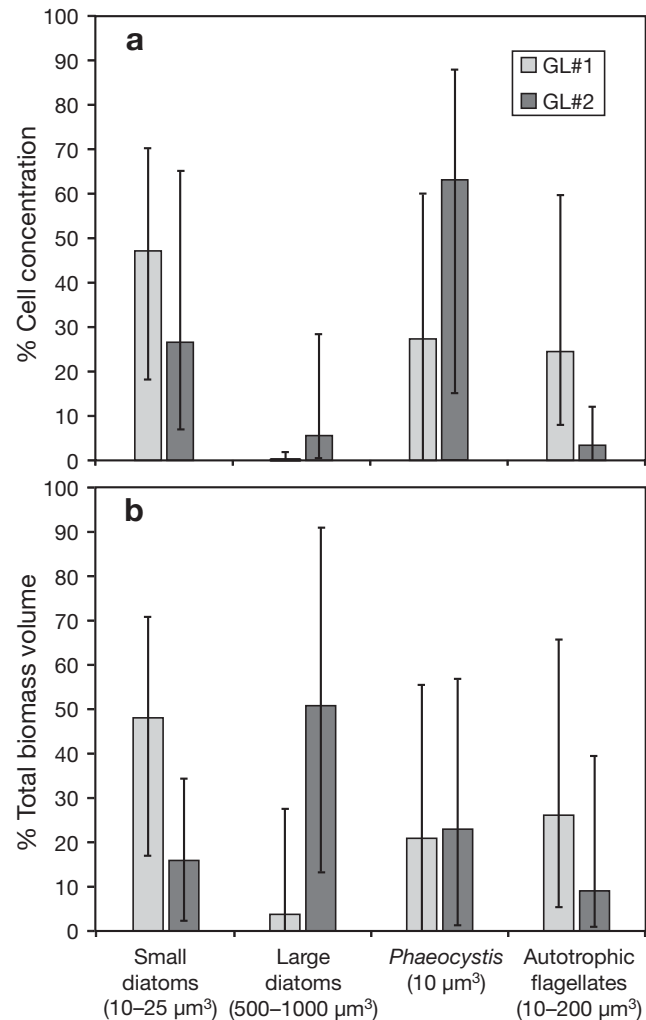 100
90
80
70
60
50
40
30
20
10
0
% Cell concentration
a
GL#1
GL#2
100
90
80
70
60
50
40
30
20
10
0
% Total biomass volume
b
Small
diatoms
(10–25 µm³)
Large
diatoms
(500–1000 µm³)
Phaeocystis
(10 µm³)
Autotrophic
flagellates
(10–200 µm³)